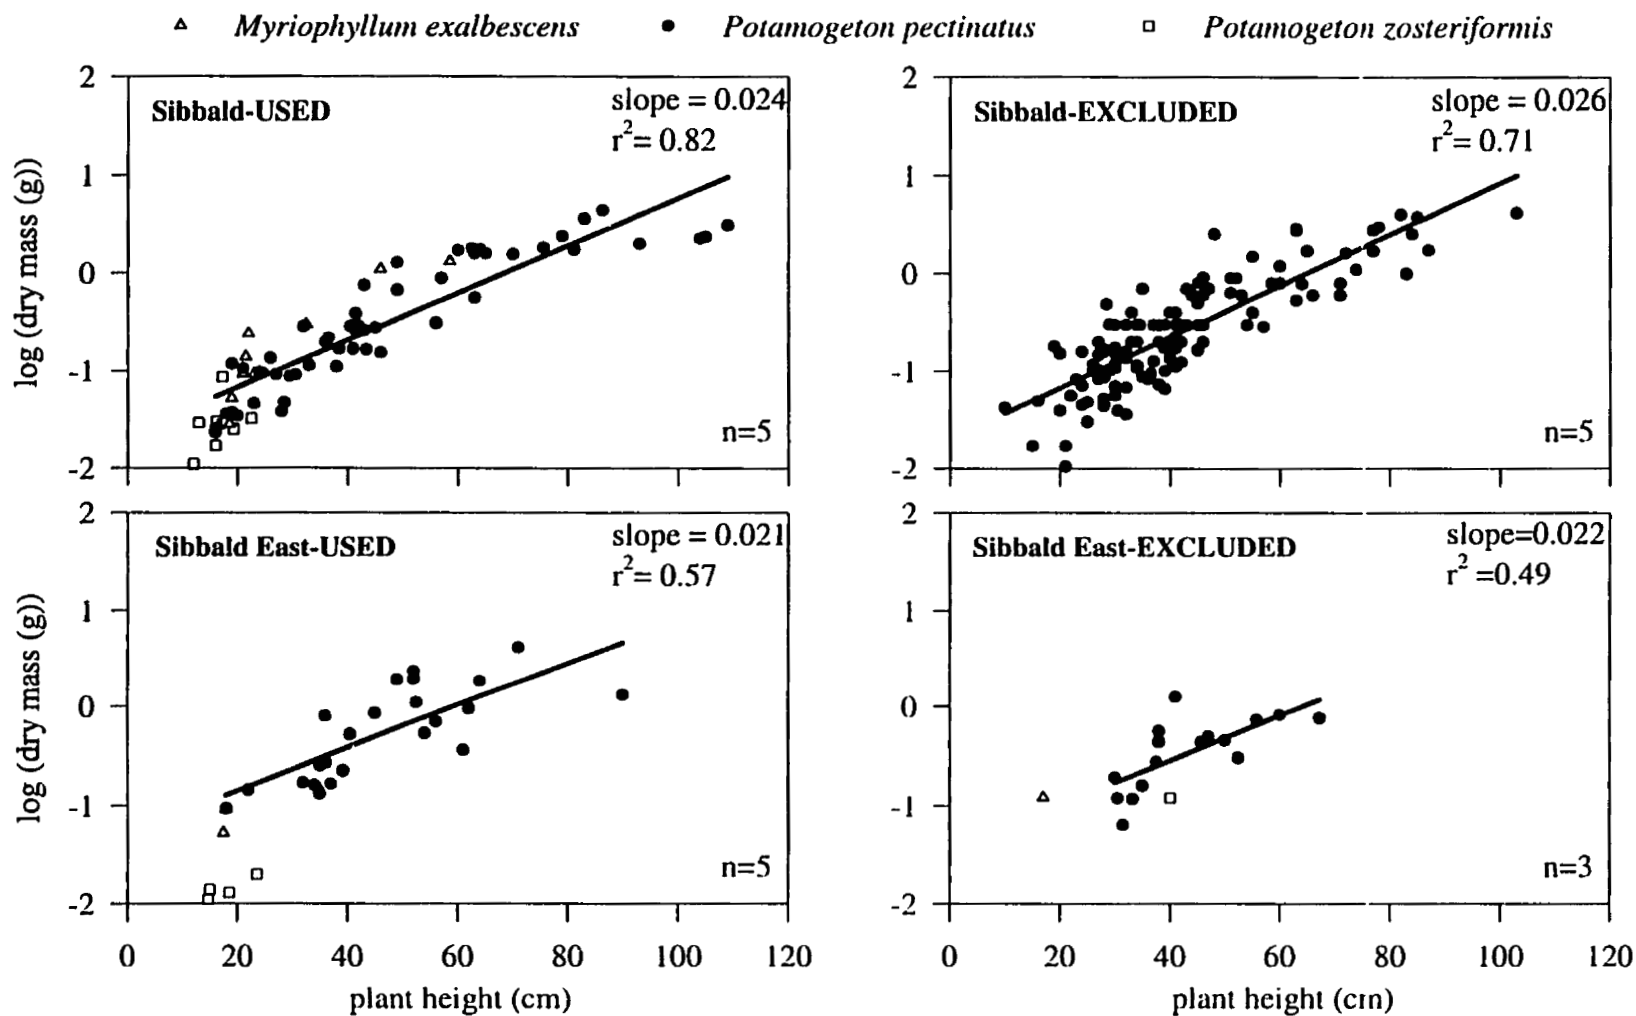 Myriophyllum exalbescens Potamogeton pectinatus Potamogeton zosteriformis
Sibbald-USED
slope = 0.024
r2= 0.82
n=5
log (dry mass (g))
2
1
0
-1
-2
Sibbald-EXCLUDED
slope = 0.026
r2= 0.71
n=5
2
1
0
-1
-2
Sibbald East-USED
slope = 0.021
r2= 0.57
n=5
log (dry mass (g))
2
1
0
-1
-2
0 20 40 60 80 100 120
plant height (cm)
Sibbald East-EXCLUDED
slope=0.022
r2 =0.49
n=3
2
1
0
-1
-2
0 20 40 60 80 100 120
plant height (cm)